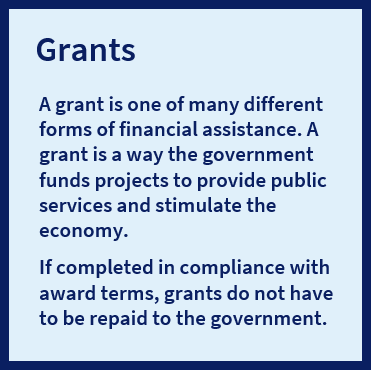 Grants
A grant is one of many different
forms of financial assistance. A
grant is a way the government
funds projects to provide public
services and stimulate the
economy.
If completed in compliance with
award terms, grants do not have
to be repaid to the government.